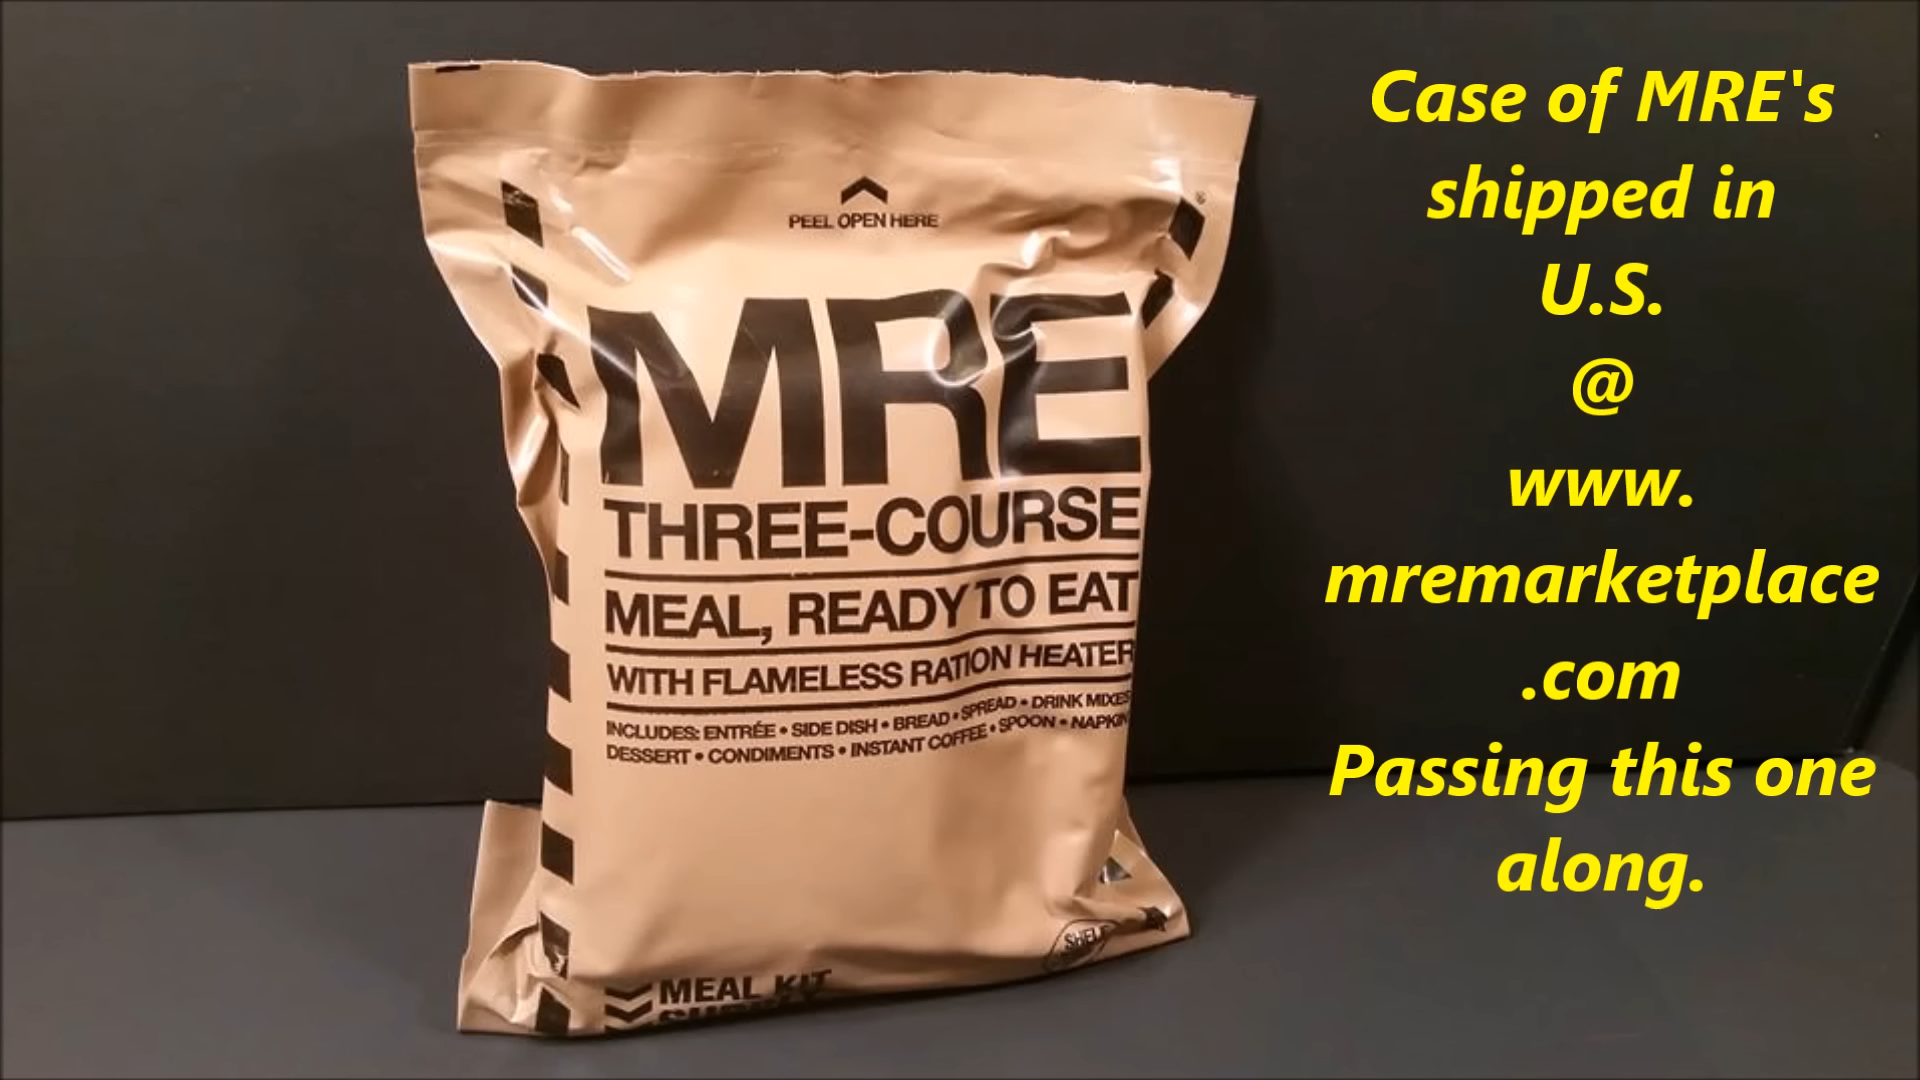 PEEL OPEN HERE
®
MRE
THREE-COURSE
MEAL, READY TO EAT
WITH FLAMELESS RATION HEATER
INCLUDES: ENTRÉE • SIDE DISH • BREAD • SPREAD • DRINK MIXES
DESSERT • CONDIMENTS • INSTANT COFFEE • SPOON • NAPKIN
SHELF
MEAL KIT
SUPPLY
Case of MRE's
shipped in
U.S.
@
www.
mremarketplace
.com
Passing this one
along.